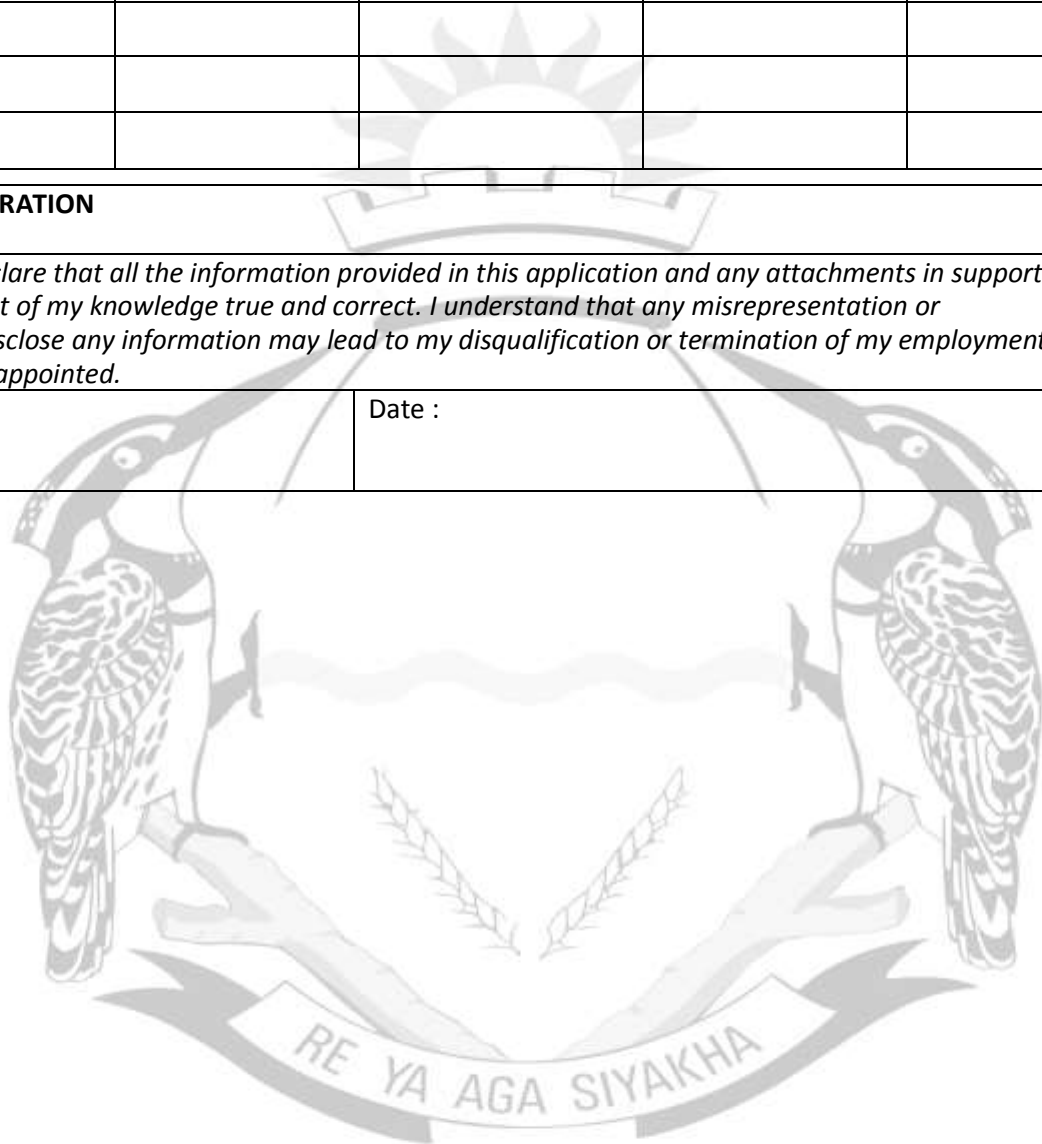 RATION
clare that all the information provided in this application and any attachments in support
t of my knowledge true and correct. I understand that any misrepresentation or
sclose any information may lead to my disqualification or termination of my employment
appointed.
Date :
RE YA AGA SIYAKHA